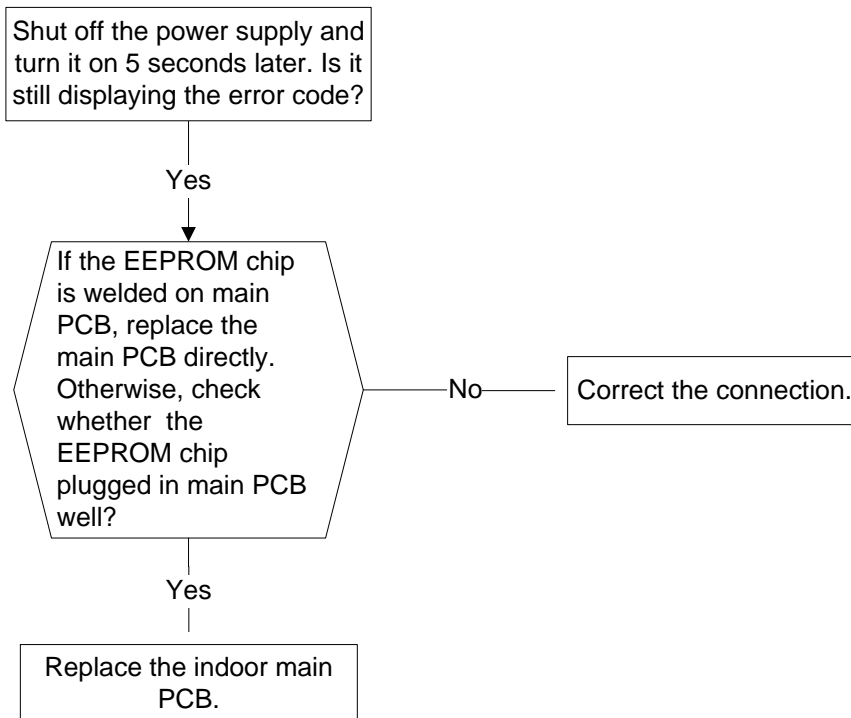 Shut off the power supply and
turn it on 5 seconds later. Is it
still displaying the error code?
Yes
If the EEPROM chip
is welded on main
PCB, replace the
main PCB directly.
Otherwise, check
whether  the
EEPROM chip
plugged in main PCB
well?
No
Correct the connection.
Yes
Replace the indoor main
PCB.